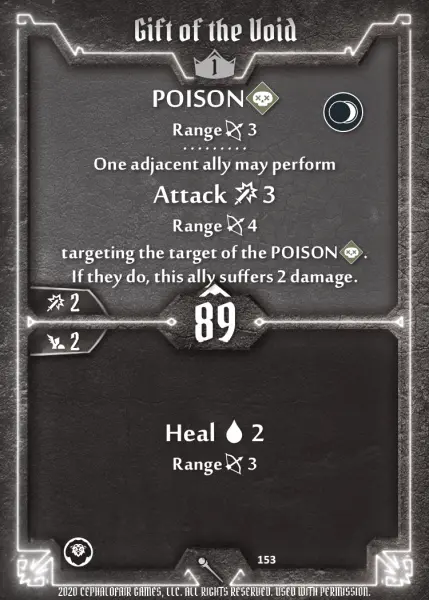 Gift of the Void
1
POISON
Range 3
One adjacent ally may perform
Attack 3
Range 4
targeting the target of the POISON.
If they do, this ally suffers 2 damage.
2
89
2
Heal 2
Range 3
153
2020 CEPHALOFAIR GAMES, LLC. ALL RIGHTS RESERVED. USED WITH PERMISSION.